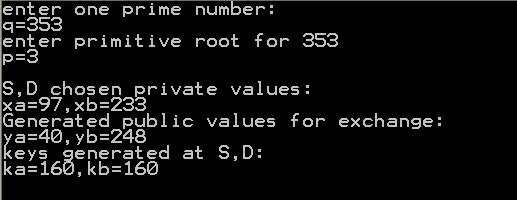 enter one prime number:
q=353
enter primitive root for 353
p=3
S,D chosen private values:
xa=97,xb=233
Generated public values for exchange:
ya=40,yb=248
keys generated at S,D:
ka=160,kb=160